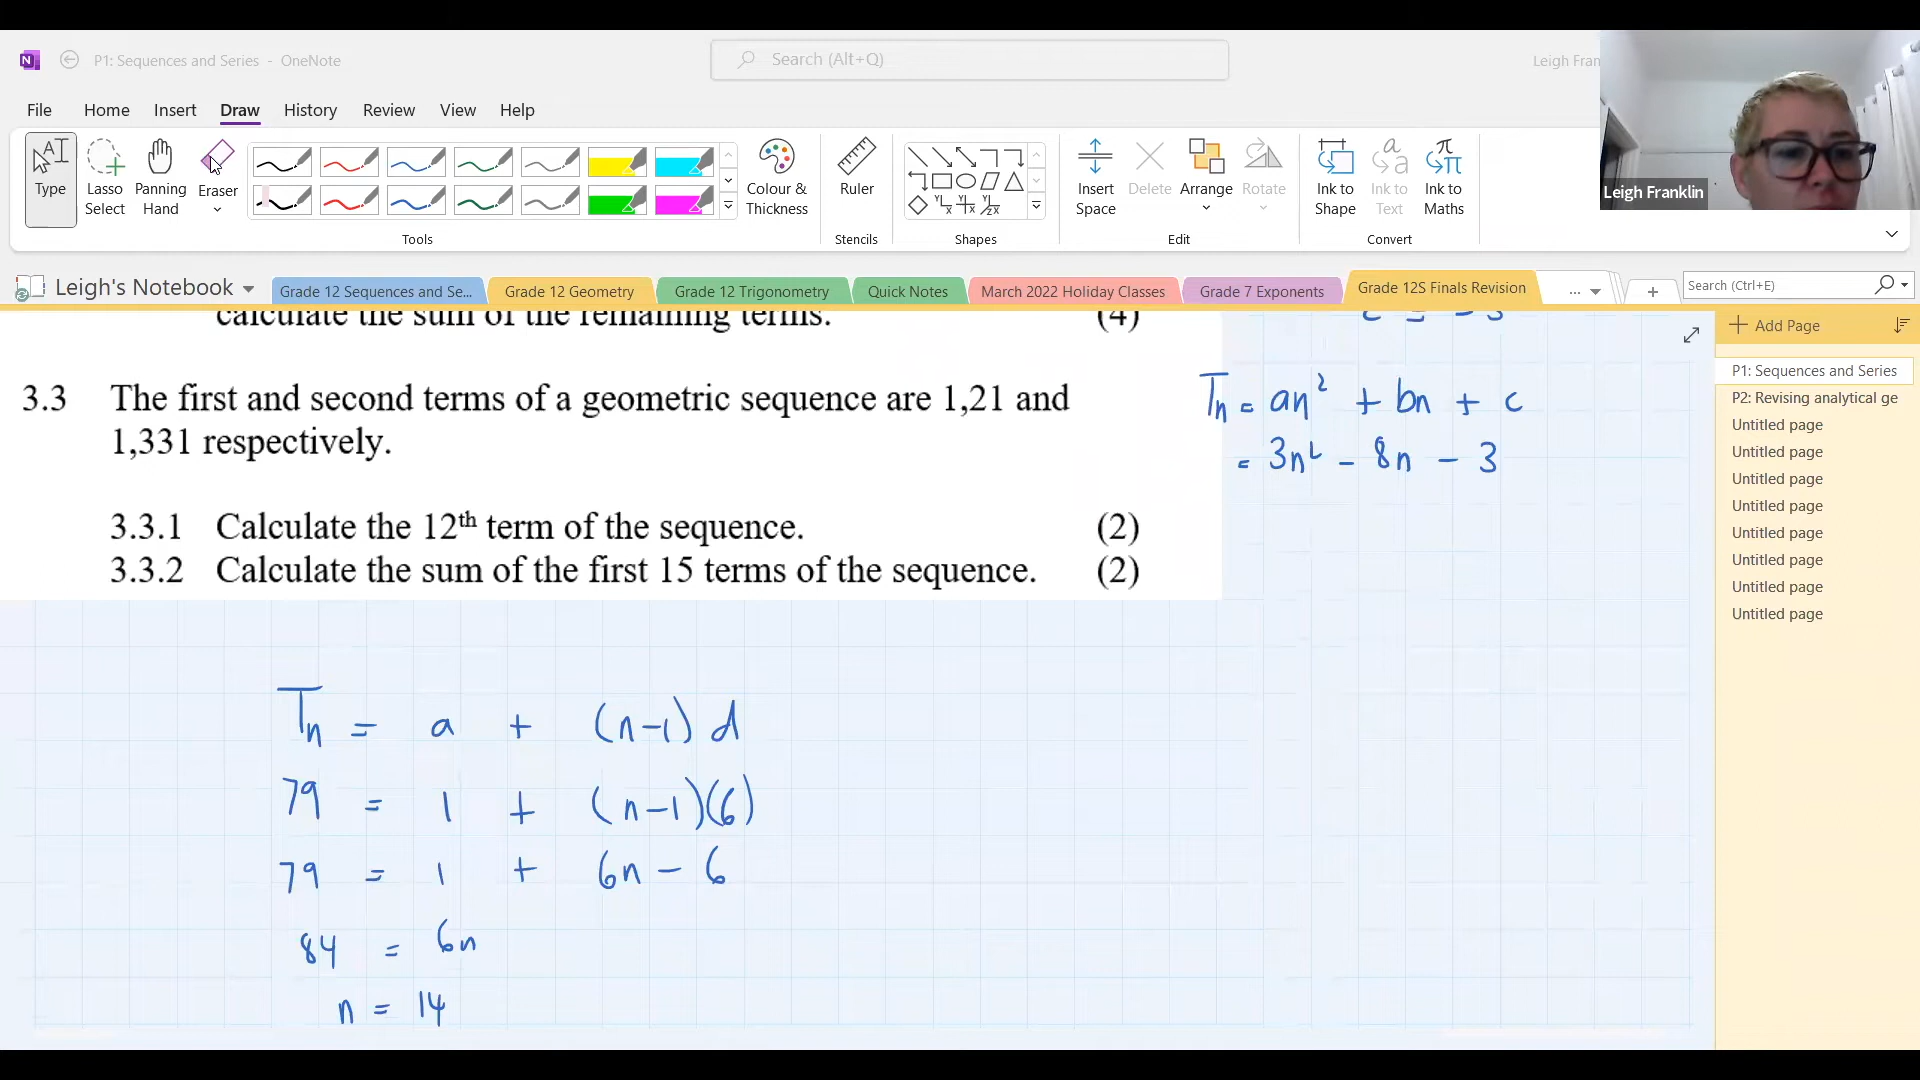 P1: Sequences and Series - OneNote
Search (Alt+Q)
Leigh Fran
File Home Insert Draw History Review View Help
Type
Lasso Select
Panning Hand
Eraser
Tools
Colour & Thickness
Ruler
Stencils
Shapes
Insert Space
Delete
Arrange
Rotate
Edit
Ink to Shape
Ink to Text
Ink to Maths
Convert
Leigh Franklin
Leigh's Notebook
Grade 12 Sequences and Se...
Grade 12 Geometry
Grade 12 Trigonometry
Quick Notes
March 2022 Holiday Classes
Grade 7 Exponents
Grade 12S Finals Revision
...
Search (Ctrl+E)
calculate the sum of the remaining terms. (4)
3.3 The first and second terms of a geometric sequence are 1,21 and
1,331 respectively.
3.3.1 Calculate the 12th term of the sequence. (2)
3.3.2 Calculate the sum of the first 15 terms of the sequence. (2)
Tn = an² + bn + c
= 3n² - 8n - 3
Tn = a + (n-1) d
79 = 1 + (n-1)(6)
79 = 1 + 6n - 6
84 = 6n
n = 14
Add Page
P1: Sequences and Series
P2: Revising analytical ge
Untitled page
Untitled page
Untitled page
Untitled page
Untitled page
Untitled page
Untitled page
Untitled page